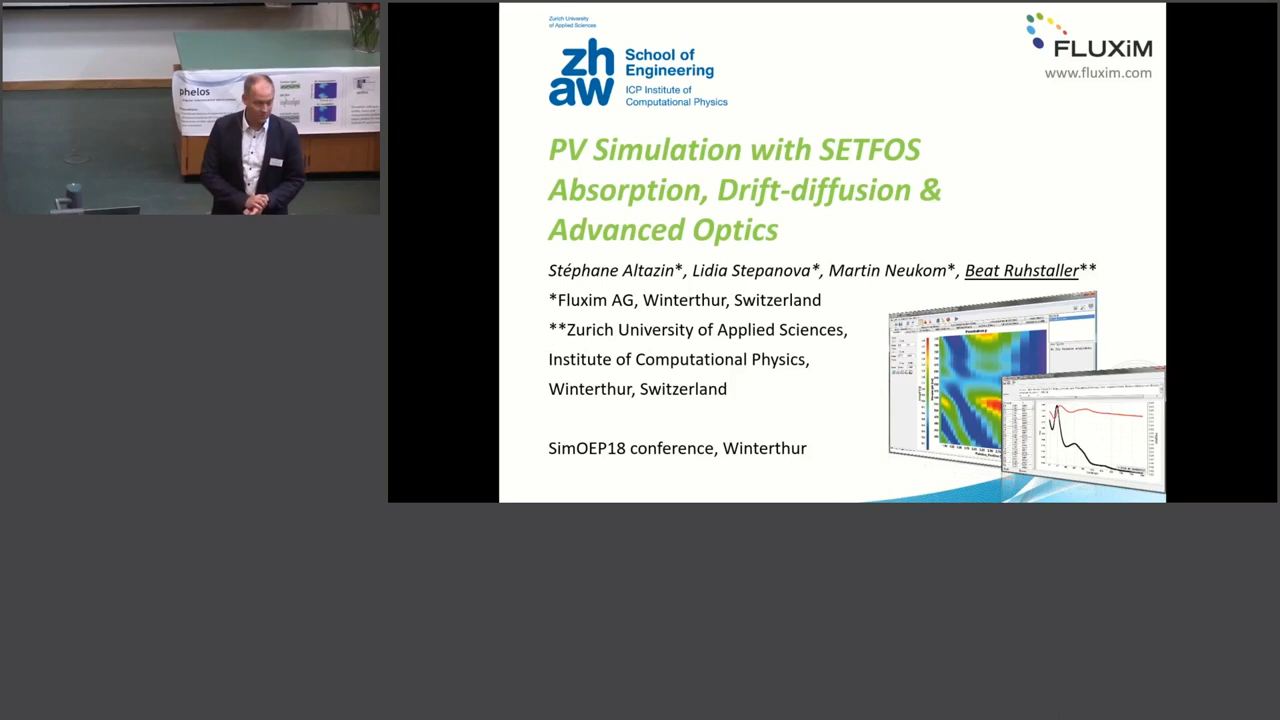 phelos
Zurich University
of Applied Sciences
zh
aw
School of
Engineering
ICP Institute of
Computational Physics
FLUXiM
www.fluxim.com
PV Simulation with SETFOS
Absorption, Drift-diffusion &
Advanced Optics
Stéphane Altazin*, Lidia Stepanova*, Martin Neukom*, Beat Ruhstaller**
*Fluxim AG, Winterthur, Switzerland
**Zurich University of Applied Sciences,
Institute of Computational Physics,
Winterthur, Switzerland
SimOEP18 conference, Winterthur